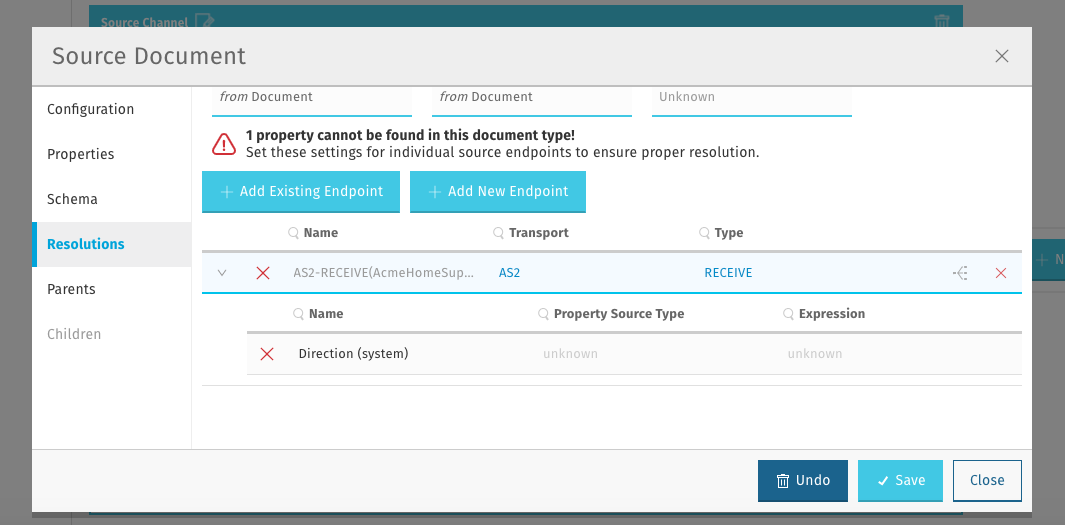 Source Channel
Source Document
Configuration
Properties
Schema
Resolutions
Parents
Children
from Document
from Document
Unknown
1 property cannot be found in this document type!
Set these settings for individual source endpoints to ensure proper resolution.
Add Existing Endpoint
Add New Endpoint
Name Transport Type
AS2-RECEIVE(AcmeHomeSup... AS2 RECEIVE
Name Property Source Type Expression
Direction (system) unknown unknown
N
Undo
Save
Close